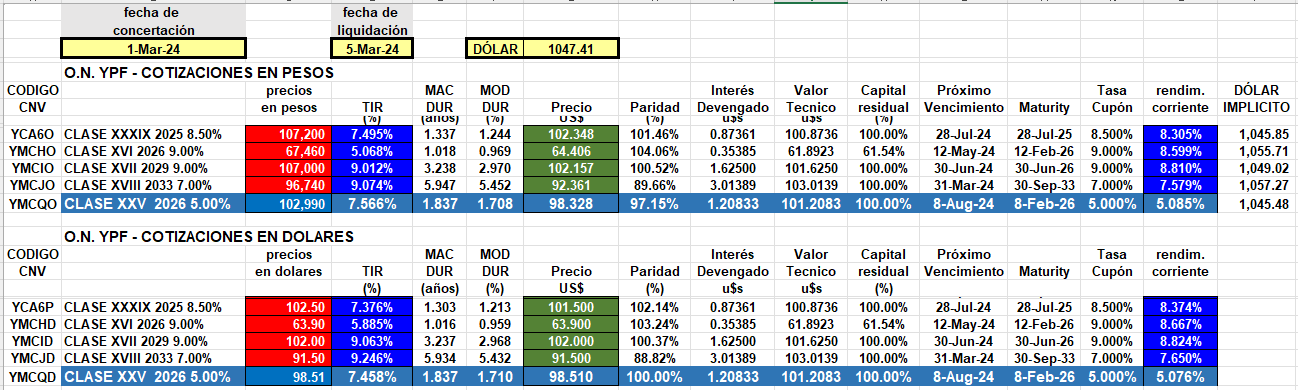 fecha de fecha de
concertación liquidación
1-Mar-24 5-Mar-24 DÓLAR 1047.41
O.N. YPF - COTIZACIONES EN PESOS
CODIGO precios MAC MOD Interés Valor Capital Próximo Tasa rendim. DÓLAR
CNV en pesos TIR DUR DUR Precio Paridad Devengado Tecnico residual Vencimiento Maturity Cupón corriente IMPLICITO
(%) (años) (%) US$ (%) u$s u$s (%)
YCA6O CLASE XXXIX 2025 8.50% 107,200 7.495% 1.337 1.244 102.348 101.46% 0.87361 100.8736 100.00% 28-Jul-24 28-Jul-25 8.500% 8.305% 1,045.85
YMCHO CLASE XVI 2026 9.00% 67,460 5.068% 1.018 0.969 64.406 104.06% 0.35385 61.8923 61.54% 12-May-24 12-Feb-26 9.000% 8.599% 1,055.71
YMCIO CLASE XVII 2029 9.00% 107,000 9.012% 3.238 2.970 102.157 100.52% 1.62500 101.6250 100.00% 30-Jun-24 30-Jun-29 9.000% 8.810% 1,049.02
YMCJO CLASE XVIII 2033 7.00% 96,740 9.074% 5.947 5.452 92.361 89.66% 3.01389 103.0139 100.00% 31-Mar-24 30-Sep-33 7.000% 7.579% 1,057.27
YMCQO CLASE XXV 2026 5.00% 102,990 7.566% 1.837 1.708 98.328 97.15% 1.20833 101.2083 100.00% 8-Aug-24 8-Feb-26 5.000% 5.085% 1,045.48
O.N. YPF - COTIZACIONES EN DOLARES
CODIGO precios MAC MOD Interés Valor Capital Próximo Tasa rendim.
CNV en dolares TIR DUR DUR Precio Paridad Devengado Tecnico residual Vencimiento Maturity Cupón corriente
(%) (años) (%) US$ (%) u$s u$s (%)
YCA6P CLASE XXXIX 2025 8.50% 102.50 7.376% 1.303 1.213 101.500 102.14% 0.87361 100.8736 100.00% 28-Jul-24 28-Jul-25 8.500% 8.374%
YMCHD CLASE XVI 2026 9.00% 63.90 5.885% 1.016 0.959 63.900 103.24% 0.35385 61.8923 61.54% 12-May-24 12-Feb-26 9.000% 8.667%
YMCID CLASE XVII 2029 9.00% 102.00 9.063% 3.237 2.968 102.000 100.37% 1.62500 101.6250 100.00% 30-Jun-24 30-Jun-29 9.000% 8.824%
YMCJD CLASE XVIII 2033 7.00% 91.50 9.246% 5.934 5.432 91.500 88.82% 3.01389 103.0139 100.00% 31-Mar-24 30-Sep-33 7.000% 7.650%
YMCQD CLASE XXV 2026 5.00% 98.51 7.458% 1.837 1.710 98.510 100.00% 1.20833 101.2083 100.00% 8-Aug-24 8-Feb-26 5.000% 5.076%